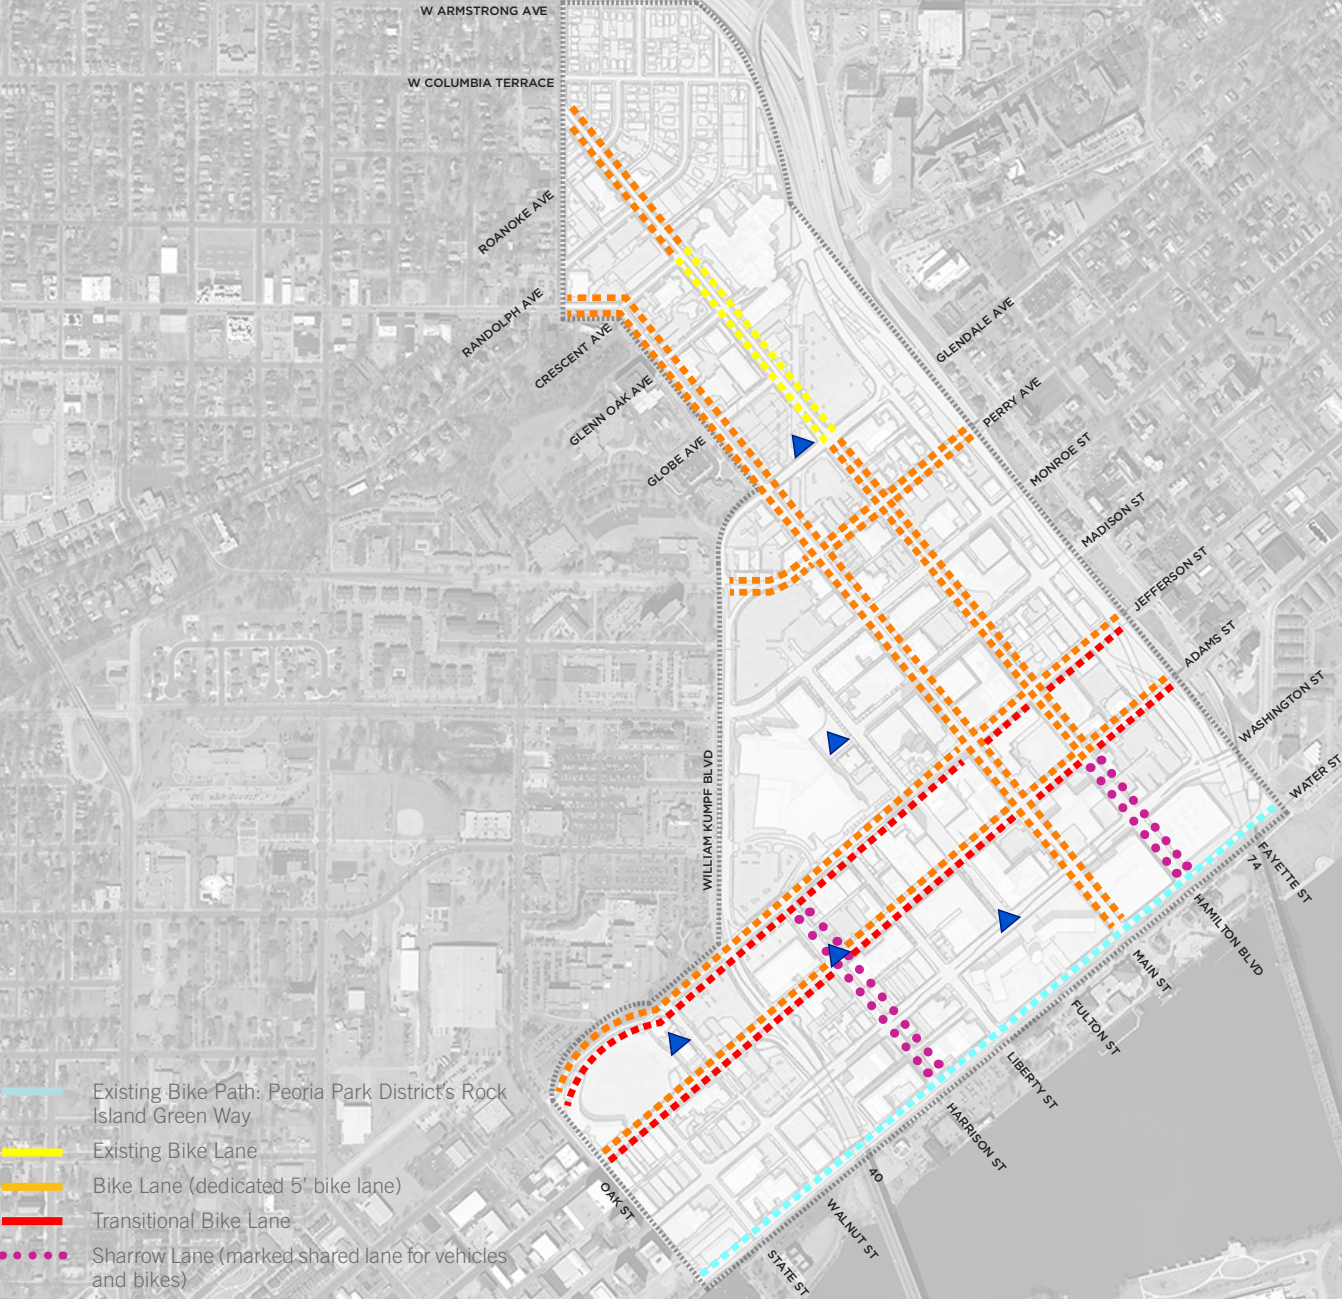 W ARMSTRONG AVE
W COLUMBIA TERRACE
ROANOKE AVE
RANDOLPH AVE
CRESCENT AVE
GLENN OAK AVE
GLOBE AVE
GLENDALE AVE
PERRY AVE
MONROE ST
MADISON ST
JEFFERSON ST
ADAMS ST
WASHINGTON ST
WATER ST
WILLIAM KUMPF BLVD
74
FAYETTE ST
HAMILTON BLVD
MAIN ST
FULTON ST
LIBERTY ST
HARRISON ST
40
WALNUT ST
STATE ST
OAK ST
Existing Bike Path: Peoria Park District's Rock
Island Green Way
Existing Bike Lane
Bike Lane (dedicated 5' bike lane)
Transitional Bike Lane
Sharrow Lane (marked shared lane for vehicles
and bikes)